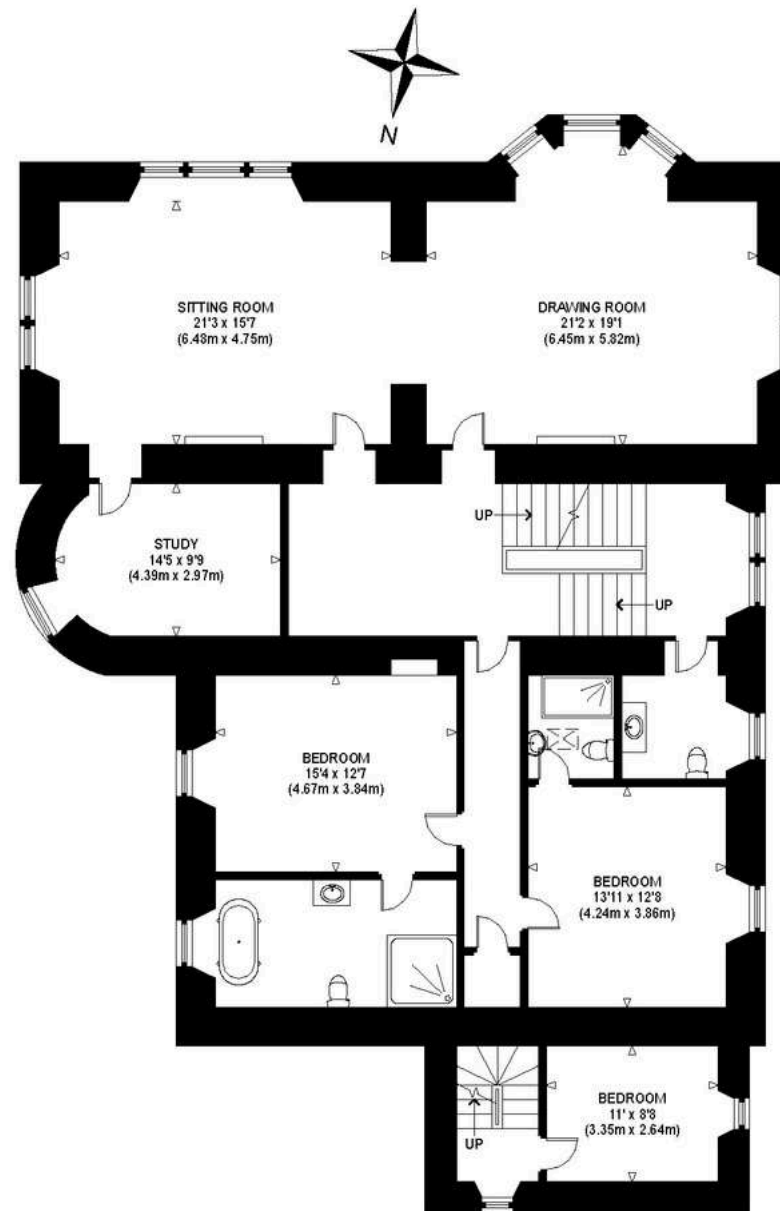 N
SITTING ROOM
21'3 x 15'7
(6.48m x 4.75m)
DRAWING ROOM
21'2 x 19'1
(6.45m x 5.82m)
UP
STUDY
14'5 x 9'9
(4.39m x 2.97m)
UP
BEDROOM
15'4 x 12'7
(4.67m x 3.84m)
BEDROOM
13'11 x 12'8
(4.24m x 3.86m)
BEDROOM
11' x 8'8
(3.35m x 2.64m)
UP